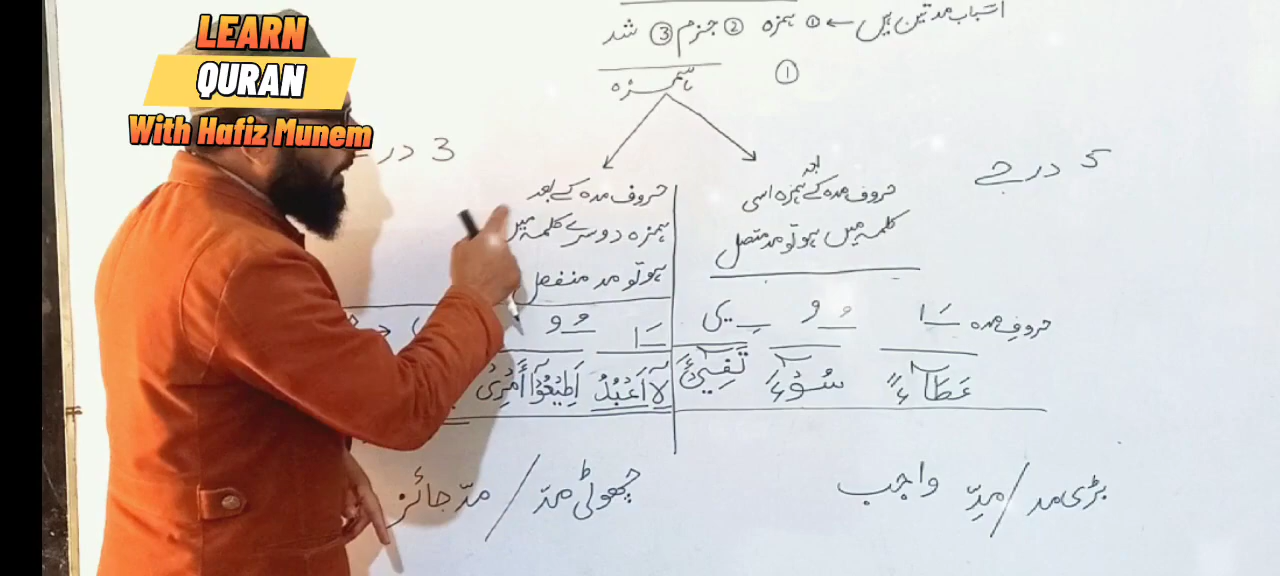 LEARN
QURAN
With Hafiz Munem
اسباب مد تین ہیں ← ① ہمزہ ② جزم ③ شد
①
ہمزہ
5 درجے
3 در
حروف مدہ کے بعد ہمزہ اسی
کلمہ میں ہو تو مد متصل
حروف مدہ کے بعد
ہمزہ دوسرے کلمہ میں
ہو تو مد منفصل
حروف مدہ ـَا ـُو ـِی
عَطَآءً سُوْٓءَ تَفِيْٓئَ
ـَا ـُو
لَآ اَعْبُدُ اَطِيْعُوْٓا اَمْرِیْ
بڑی مد / مدِّ واجب
چھوٹی مدّ / مدّ جائز